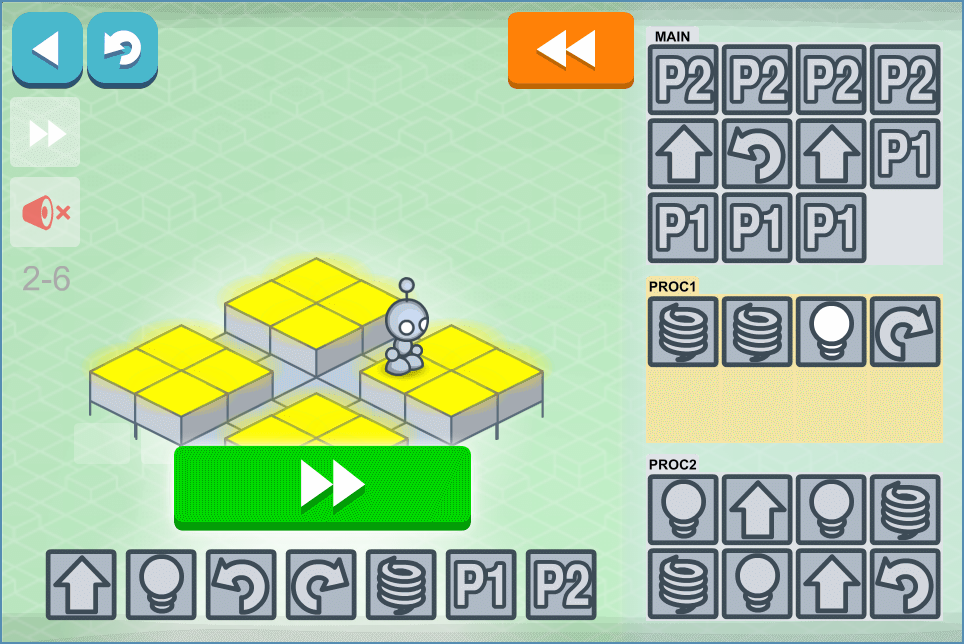 MAIN
P2 P2 P2 P2
P1
P1 P1 P1
2-6
PROC1
PROC2
P1 P2